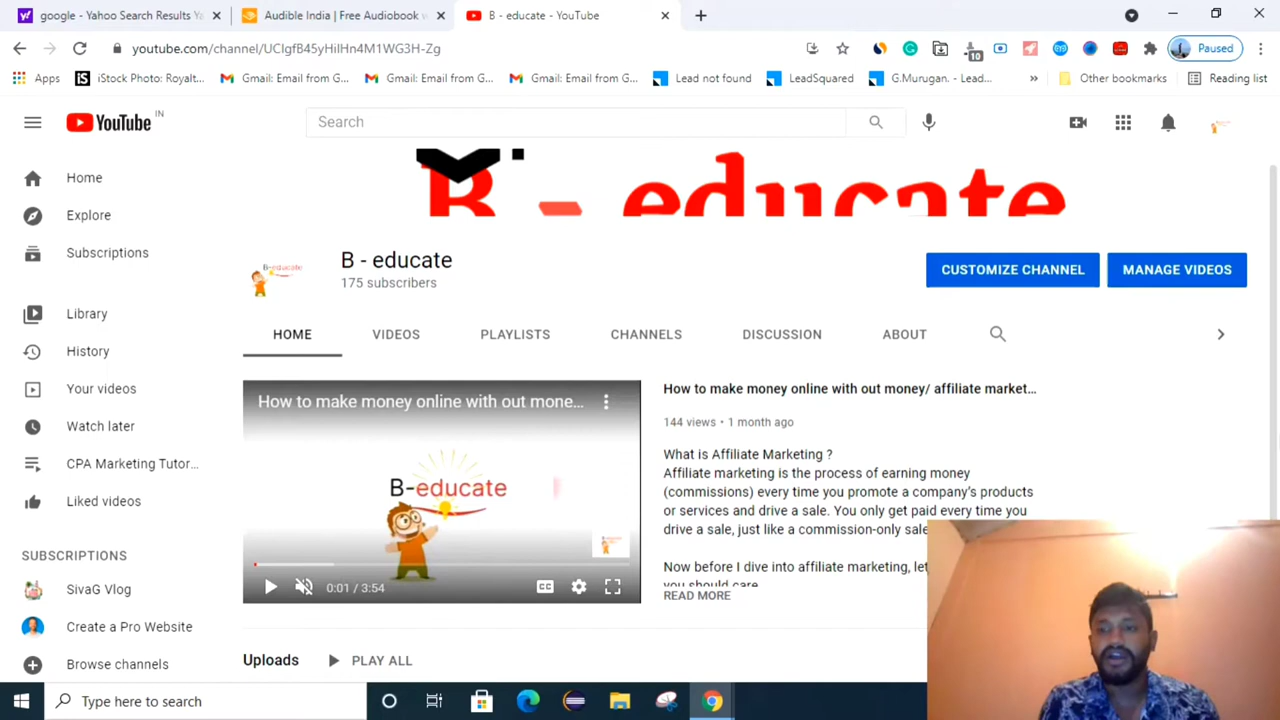 google - Yahoo Search Results Ya
Audible India | Free Audiobook w
B - educate - YouTube
youtube.com/channel/UCIgfB45yHiIHn4M1WG3H-Zg
10
Paused
Apps
iStock Photo: Royalt...
Gmail: Email from G...
Gmail: Email from G...
Gmail: Email from G...
Lead not found
LeadSquared
G.Murugan. - Lead...
»
Other bookmarks
Reading list
YouTube IN
Search
B - educate
Home
Explore
Subscriptions
Library
History
Your videos
Watch later
CPA Marketing Tutor...
Liked videos
SUBSCRIPTIONS
SivaG Vlog
Create a Pro Website
Browse channels
B-educate
B - educate
175 subscribers
CUSTOMIZE CHANNEL
MANAGE VIDEOS
HOME
VIDEOS
PLAYLISTS
CHANNELS
DISCUSSION
ABOUT
How to make money online with out mone...
B-educate
0:01 / 3:54
CC
How to make money online with out money/ affiliate market...
144 views • 1 month ago
What is Affiliate Marketing ?
Affiliate marketing is the process of earning money
(commissions) every time you promote a company's products
or services and drive a sale. You only get paid every time you
drive a sale, just like a commission-only sale
Now before I dive into affiliate marketing, let
you should care
READ MORE
Uploads
PLAY ALL
Type here to search